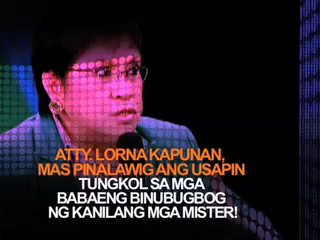 ATTY. LORNA KAPUNAN,
MAS PINALAWIG ANG USAPIN
TUNGKOL SA MGA
BABAENG BINUBUGBOG
NG KANILANG MGA MISTER!